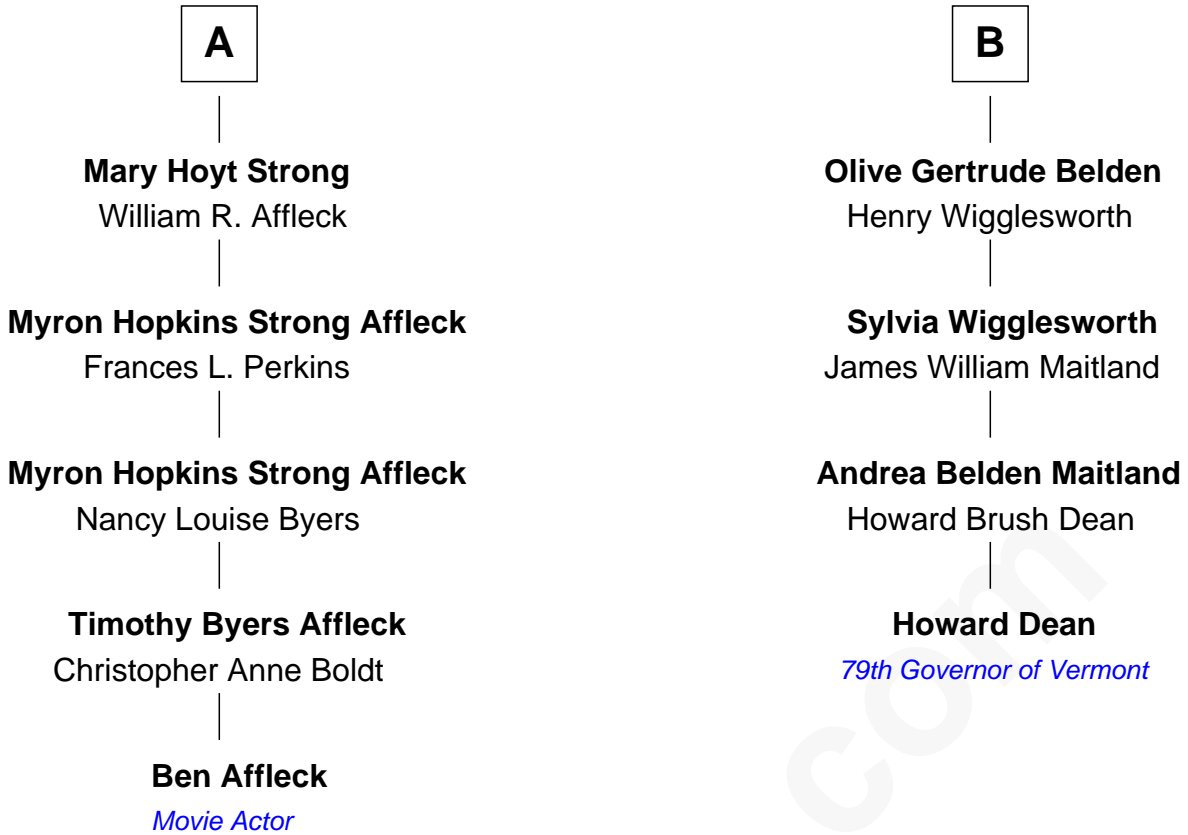 A
Mary Hoyt Strong
William R. Affleck
Myron Hopkins Strong Affleck
Frances L. Perkins
Myron Hopkins Strong Affleck
Nancy Louise Byers
Timothy Byers Affleck
Christopher Anne Boldt
Ben Affleck
Movie Actor
B
Olive Gertrude Belden
Henry Wigglesworth
Sylvia Wigglesworth
James William Maitland
Andrea Belden Maitland
Howard Brush Dean
Howard Dean
79th Governor of Vermont
com